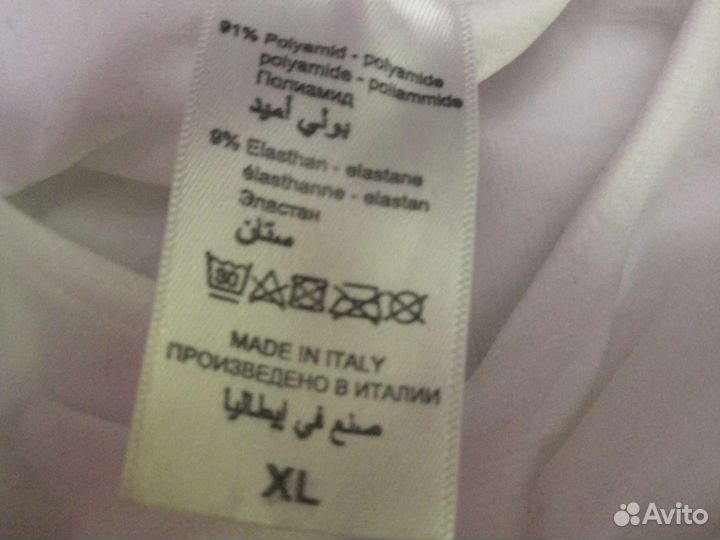 91% Polyamid - polyamide
polyamide - poliammide
Полиамид
بولي أميد
9% Elasthan - elastane
élasthanne - elastan
Эластан
ستان
30
MADE IN ITALY
ПРОИЗВЕДЕНО В ИТАЛИИ
صنع في إيطاليا
XL
Avito